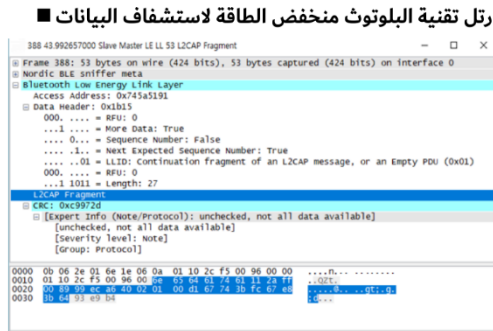 رتل تقنية البلوتوث منخفض الطاقة لاستشفاف البيانات ■
388 43.992657000 Slave Master LE LL 53 L2CAP Fragment
Frame 388: 53 bytes on wire (424 bits), 53 bytes captured (424 bits) on interface 0
Nordic BLE sniffer meta
Bluetooth Low Energy Link Layer
Access Address: 0x745a5191
Data Header: 0x1b15
000. .... = RFU: 0
...1 .... = More Data: True
.... 0... = Sequence Number: False
.... .1.. = Next Expected Sequence Number: True
.... ..01 = LLID: Continuation fragment of an L2CAP message, or an Empty PDU (0x01)
000. .... = RFU: 0
...1 1011 = Length: 27
L2CAP Fragment
CRC: 0xc9972d
[Expert Info (Note/Protocol): unchecked, not all data available]
[unchecked, not all data available]
[Severity level: Note]
[Group: Protocol]
0000 0b 06 2e 01 6e 1e 06 0a 01 10 2c f5 00 96 00 00 ....n... ........
0010 01 10 2c f5 00 96 00 6e 65 64 61 74 61 11 2a ff
0020 00 89 99 ec a6 40 02 01 00 d1 67 74 3b fc 67 e8 .....@.. ..gt;.g.
0030 3b 64 93 e9 b4 ;d...